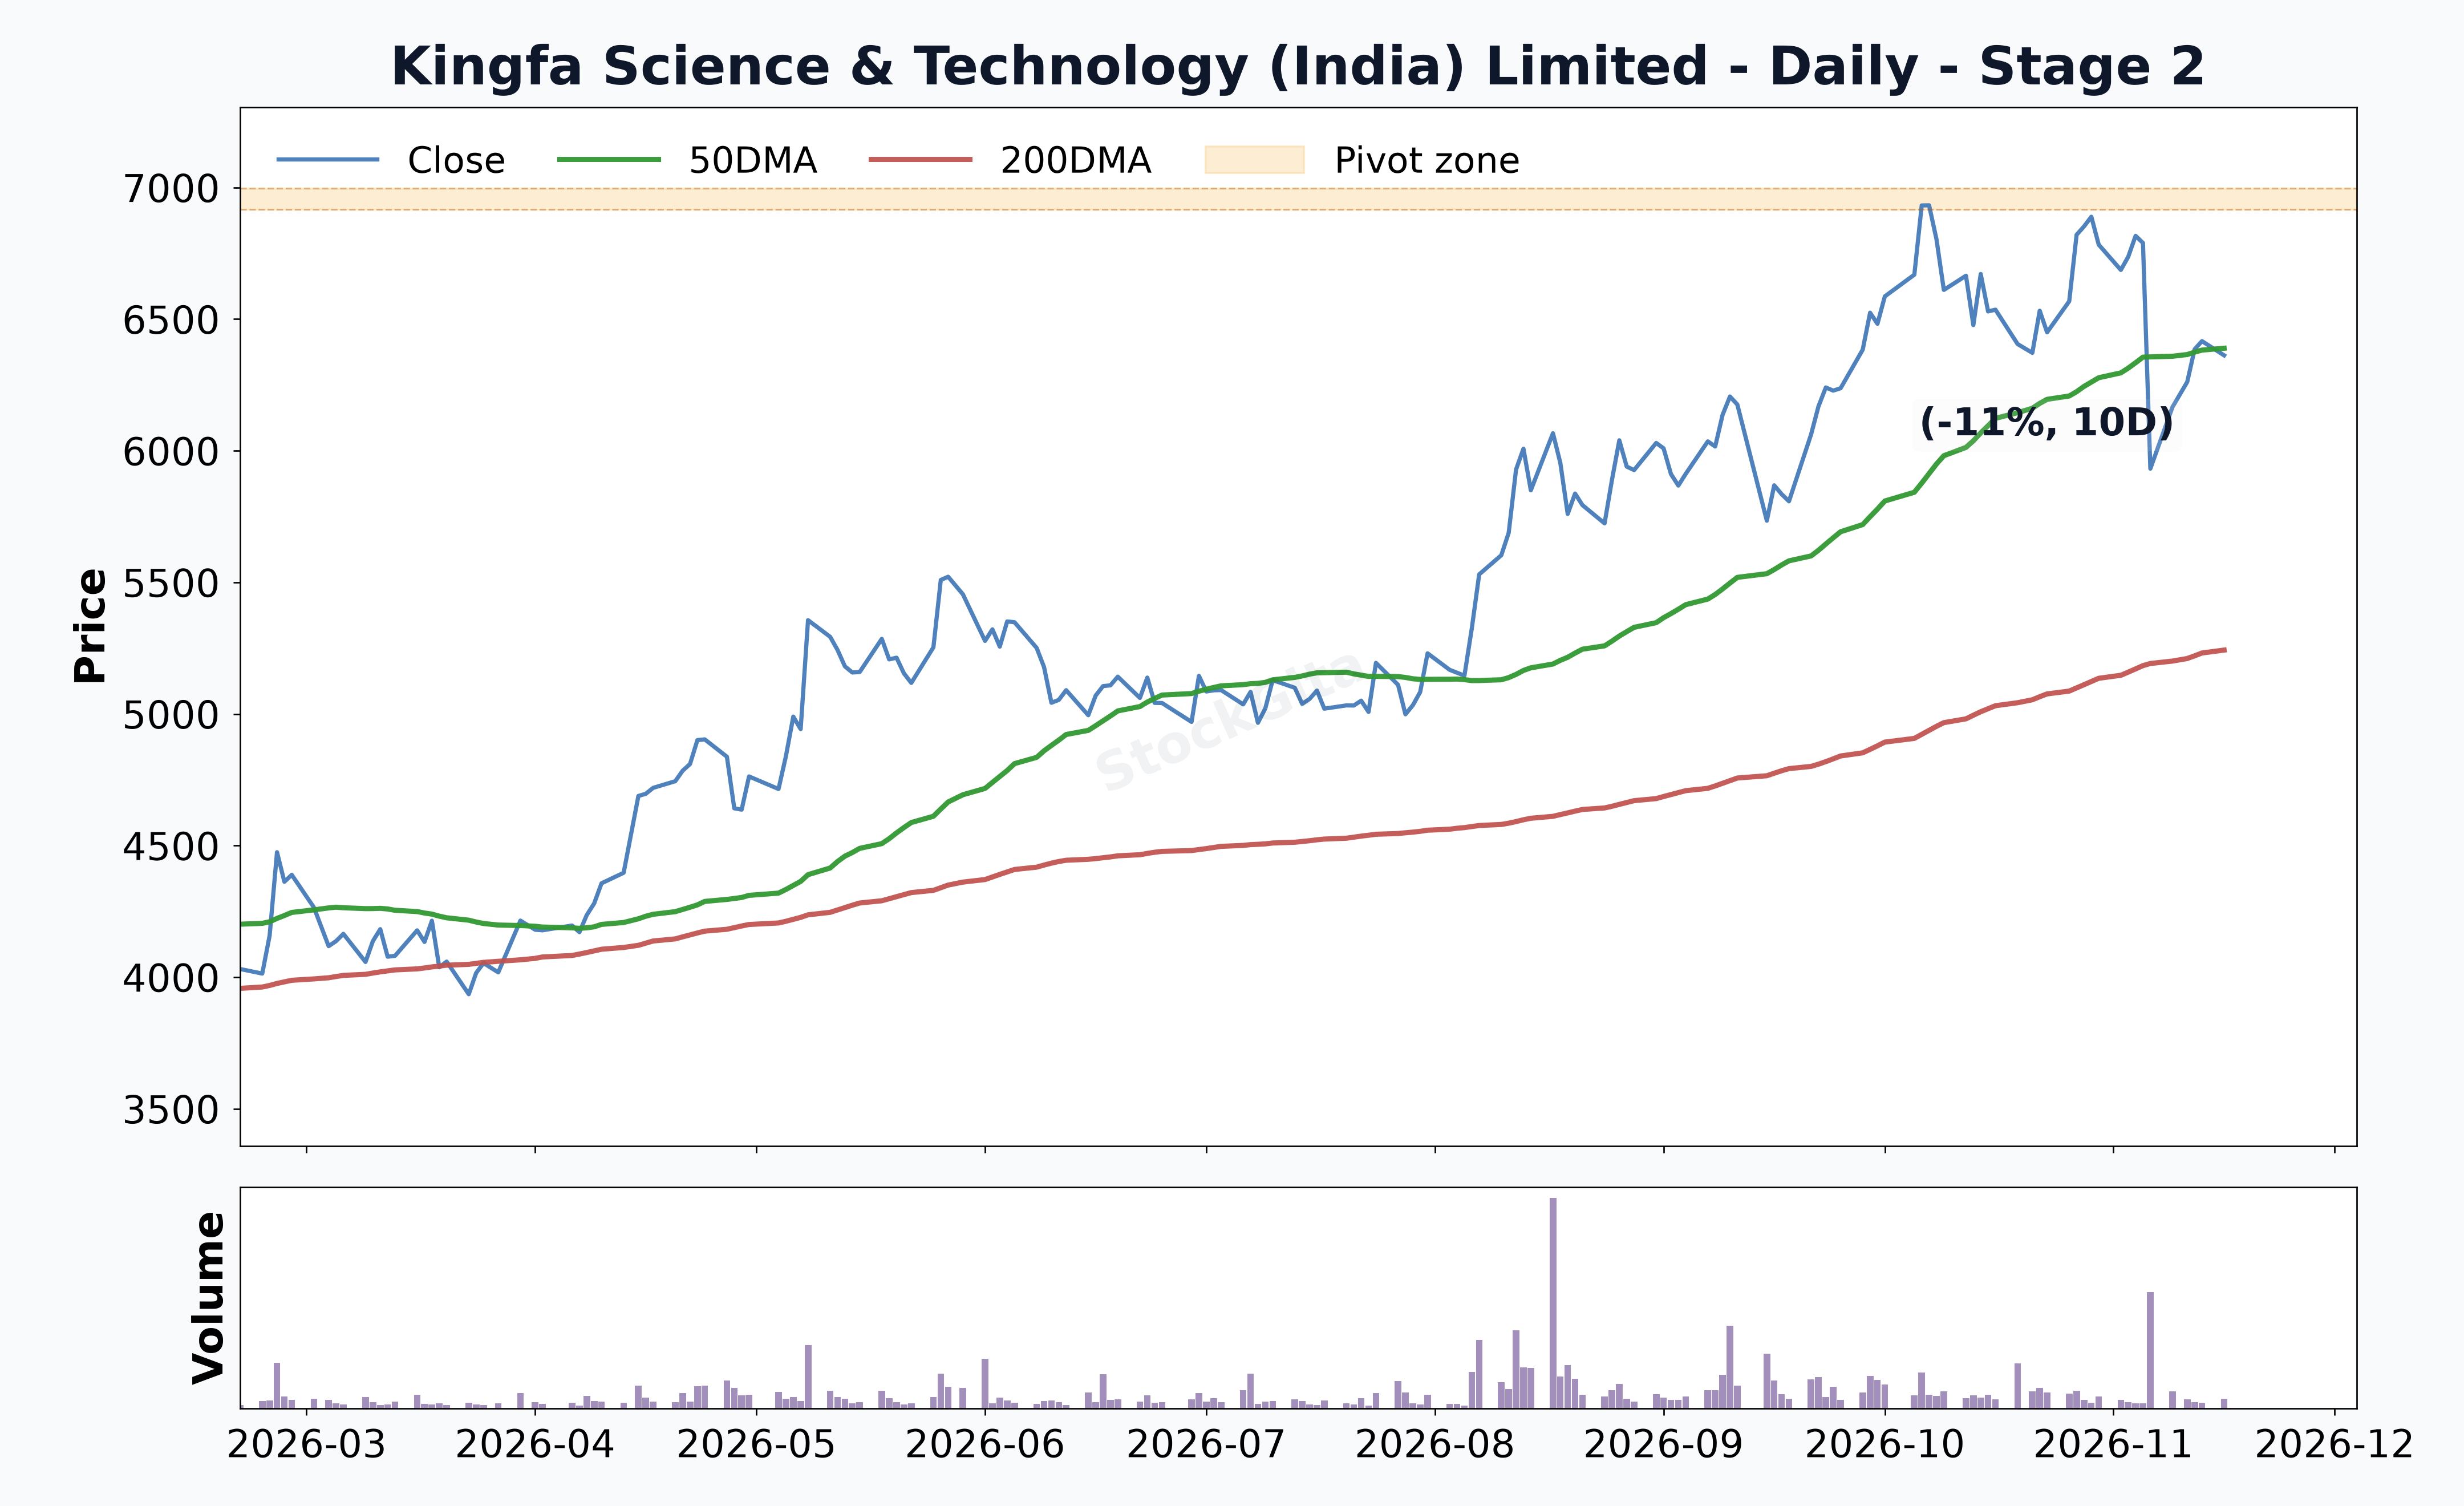 Kingfa Science & Technology (India) Limited - Daily - Stage 2
Close 50DMA 200DMA Pivot zone
7000
6500
6000
5500
5000
4500
4000
3500
Price
(-11%, 10D)
StockGita
Volume
2026-03 2026-04 2026-05 2026-06 2026-07 2026-08 2026-09 2026-10 2026-11 2026-12